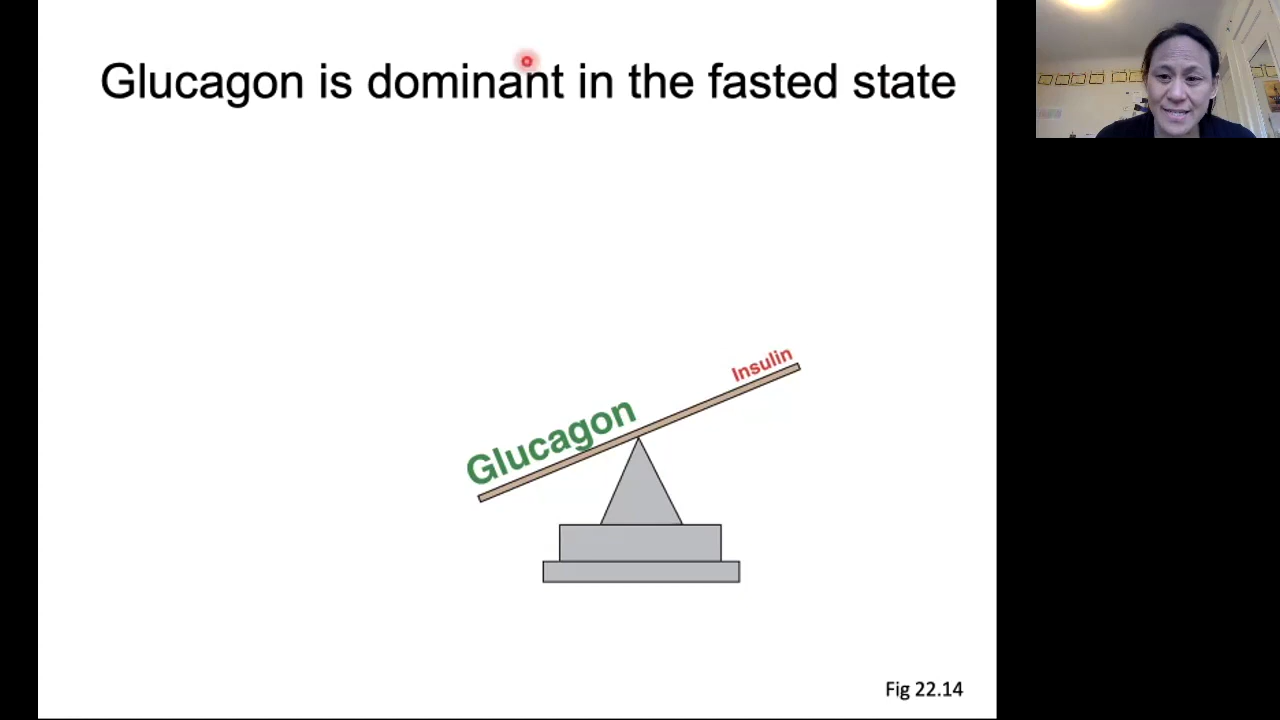 Glucagon is dominant in the fasted state
Insulin
Glucagon
Fig 22.14